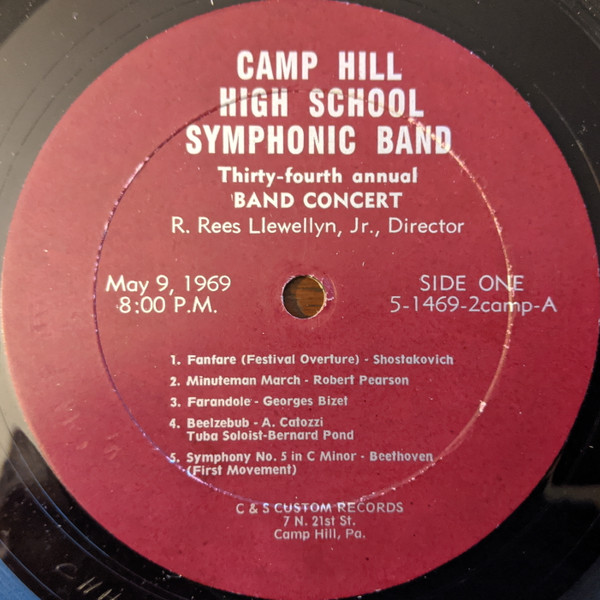 CAMP HILL
HIGH SCHOOL
SYMPHONIC BAND
Thirty-fourth annual
BAND CONCERT
R. Rees Llewellyn, Jr., Director
May 9, 1969
8:00 P.M.
SIDE ONE
5-1469-2camp-A
1. Fanfare (Festival Overture) - Shostakovich
2. Minuteman March - Robert Pearson
3. Farandole - Georges Bizet
4. Beelzebub - A. Catozzi
Tuba Soloist-Bernard Pond
5. Symphony No. 5 in C Minor - Beethoven
(First Movement)
C & S CUSTOM RECORDS
7 N. 21st St.
Camp Hill, Pa.